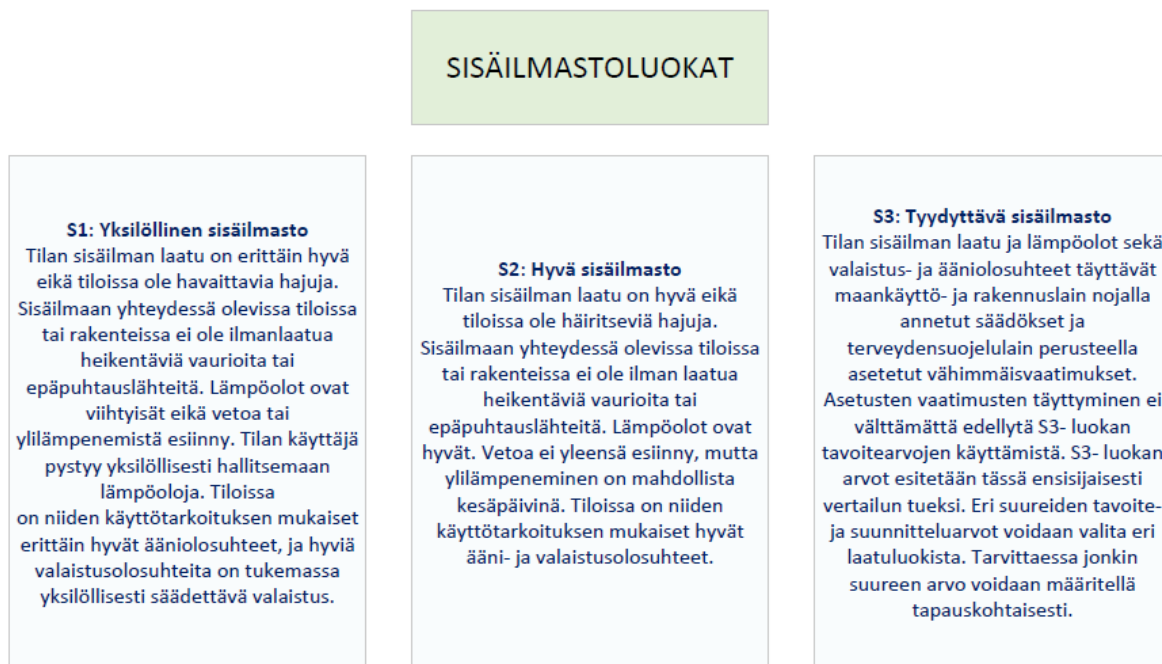 SISÄILMASTOLUOKAT
S1: Yksilöllinen sisäilmasto
Tilan sisäilman laatu on erittäin hyvä
eikä tiloissa ole havaittavia hajuja.
Sisäilmaan yhteydessä olevissa tiloissa
tai rakenteissa ei ole ilmanlaatua
heikentäviä vaurioita tai
epäpuhtauslähteitä. Lämpöolot ovat
viihtyisät eikä vetoa tai
ylilämpenemistä esiinny. Tilan käyttäjä
pystyy yksilöllisesti hallitsemaan
lämpöoloja. Tiloissa
on niiden käyttötarkoituksen mukaiset
erittäin hyvät ääniolosuhteet, ja hyviä
valaistusolosuhteita on tukemassa
yksilöllisesti säädettävä valaistus.
S2: Hyvä sisäilmasto
Tilan sisäilman laatu on hyvä eikä
tiloissa ole häiritseviä hajuja.
Sisäilmaan yhteydessä olevissa tiloissa
tai rakenteissa ei ole ilman laatua
heikentäviä vaurioita tai
epäpuhtauslähteitä. Lämpöolot ovat
hyvät. Vetoa ei yleensä esiinny, mutta
ylilämpeneminen on mahdollista
kesäpäivinä. Tiloissa on niiden
käyttötarkoituksen mukaiset hyvät
ääni- ja valaistusolosuhteet.
S3: Tyydyttävä sisäilmasto
Tilan sisäilman laatu ja lämpöolot sekä
valaistus- ja ääniolosuhteet täyttävät
maankäyttö- ja rakennuslain nojalla
annetut säädökset ja
terveydensuojelulain perusteella
asetetut vähimmäisvaatimukset.
Asetusten vaatimusten täyttyminen ei
välttämättä edellytä S3- luokan
tavoitearvojen käyttämistä. S3- luokan
arvot esitetään tässä ensisijaisesti
vertailun tueksi. Eri suureiden tavoite-
ja suunnitteluarvot voidaan valita eri
laatuluokista. Tarvittaessa jonkin
suureen arvo voidaan määritellä
tapauskohtaisesti.